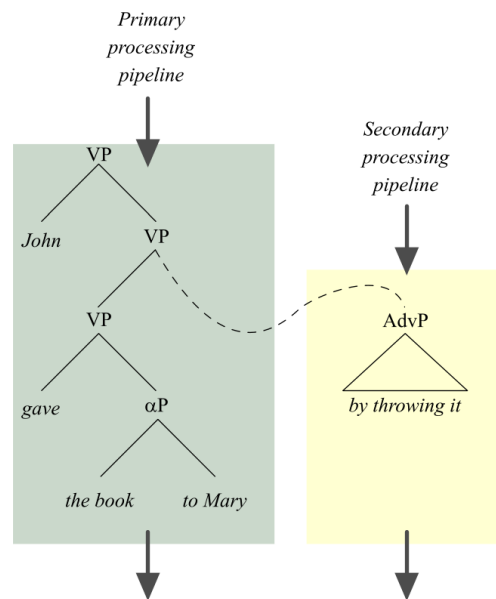 Primary
processing
pipeline
Secondary
processing
pipeline
VP
John
VP
VP
AdvP
gave
αP
by throwing it
the book
to Mary